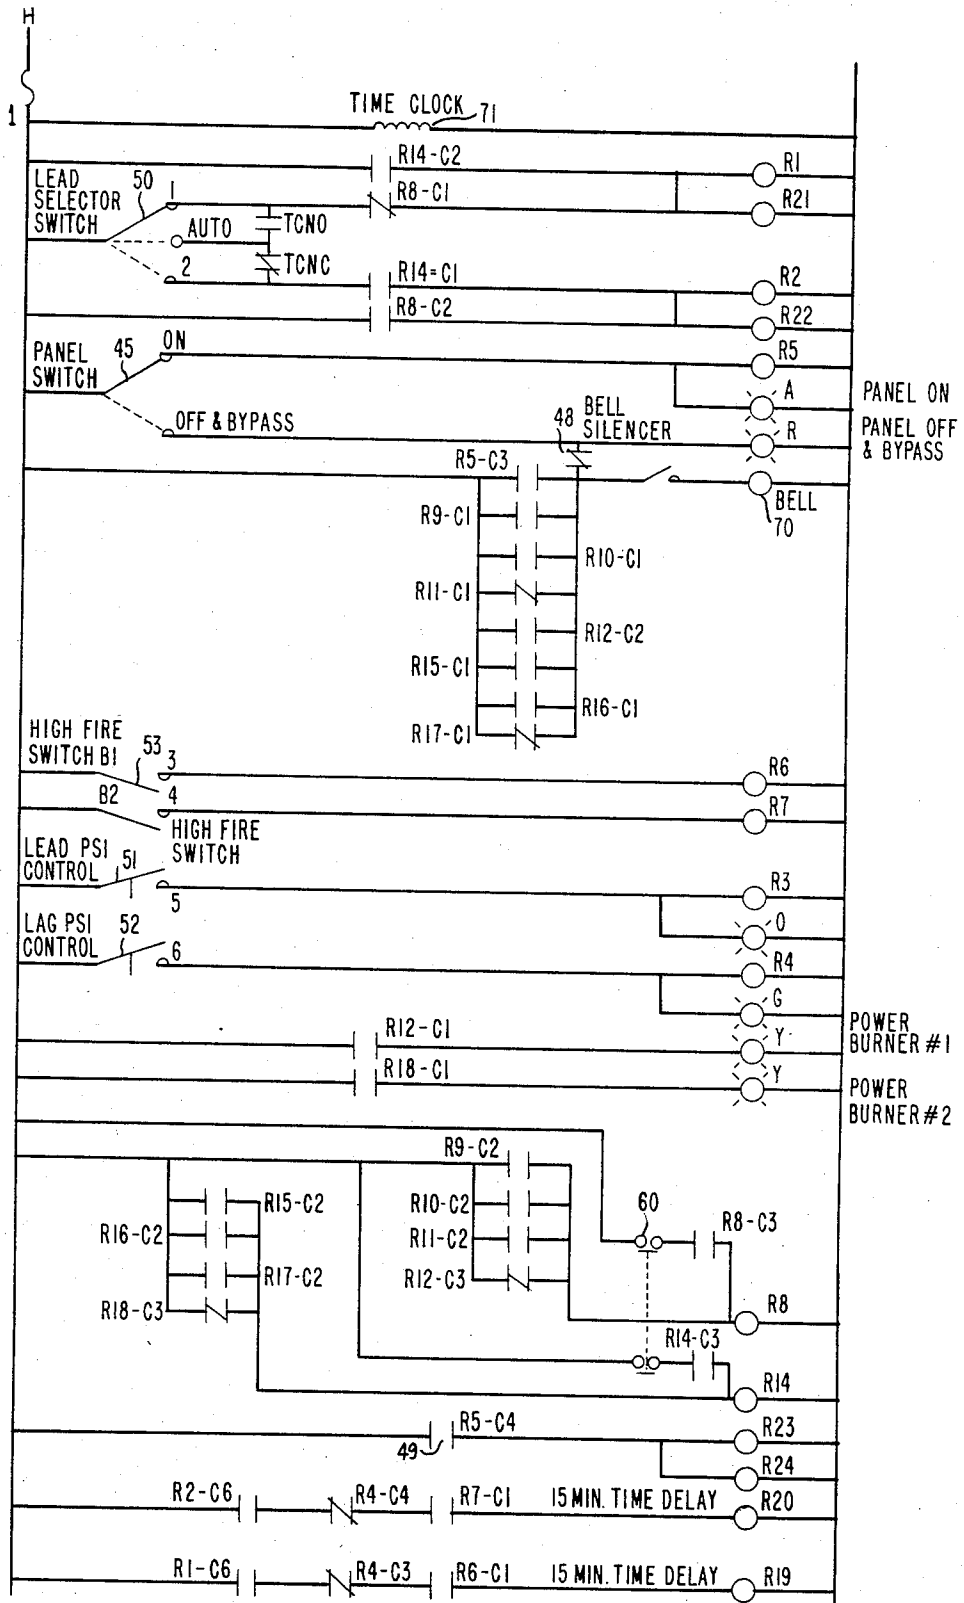 H
1
TIME CLOCK 71
R14-C2
R1
LEAD
SELECTOR
SWITCH
50
1
R8-C1
R21
AUTO
TCNO
TCNC
2
R14=C1
R2
R8-C2
R22
PANEL
SWITCH
45
ON
R5
A
PANEL ON
OFF & BYPASS
48
BELL
SILENCER
R
PANEL OFF
& BYPASS
R5-C3
BELL
70
R9-C1
R10-C1
R11-C1
R12-C2
R15-C1
R16-C1
R17-C1
HIGH FIRE
SWITCH B1
53
3
R6
B2
4
R7
HIGH FIRE
SWITCH
LEAD PSI
CONTROL
51
5
R3
O
LAG PSI
CONTROL
52
6
R4
G
R12-C1
Y
POWER
BURNER #1
R18-C1
Y
POWER
BURNER #2
R9-C2
R15-C2
R10-C2
60
R8-C3
R16-C2
R11-C2
R17-C2
R12-C3
R18-C3
R8
R14-C3
R14
R5-C4
49
R23
R24
R2-C6
R4-C4
R7-C1
15 MIN. TIME DELAY
R20
R1-C6
R4-C3
R6-C1
15 MIN. TIME DELAY
R19